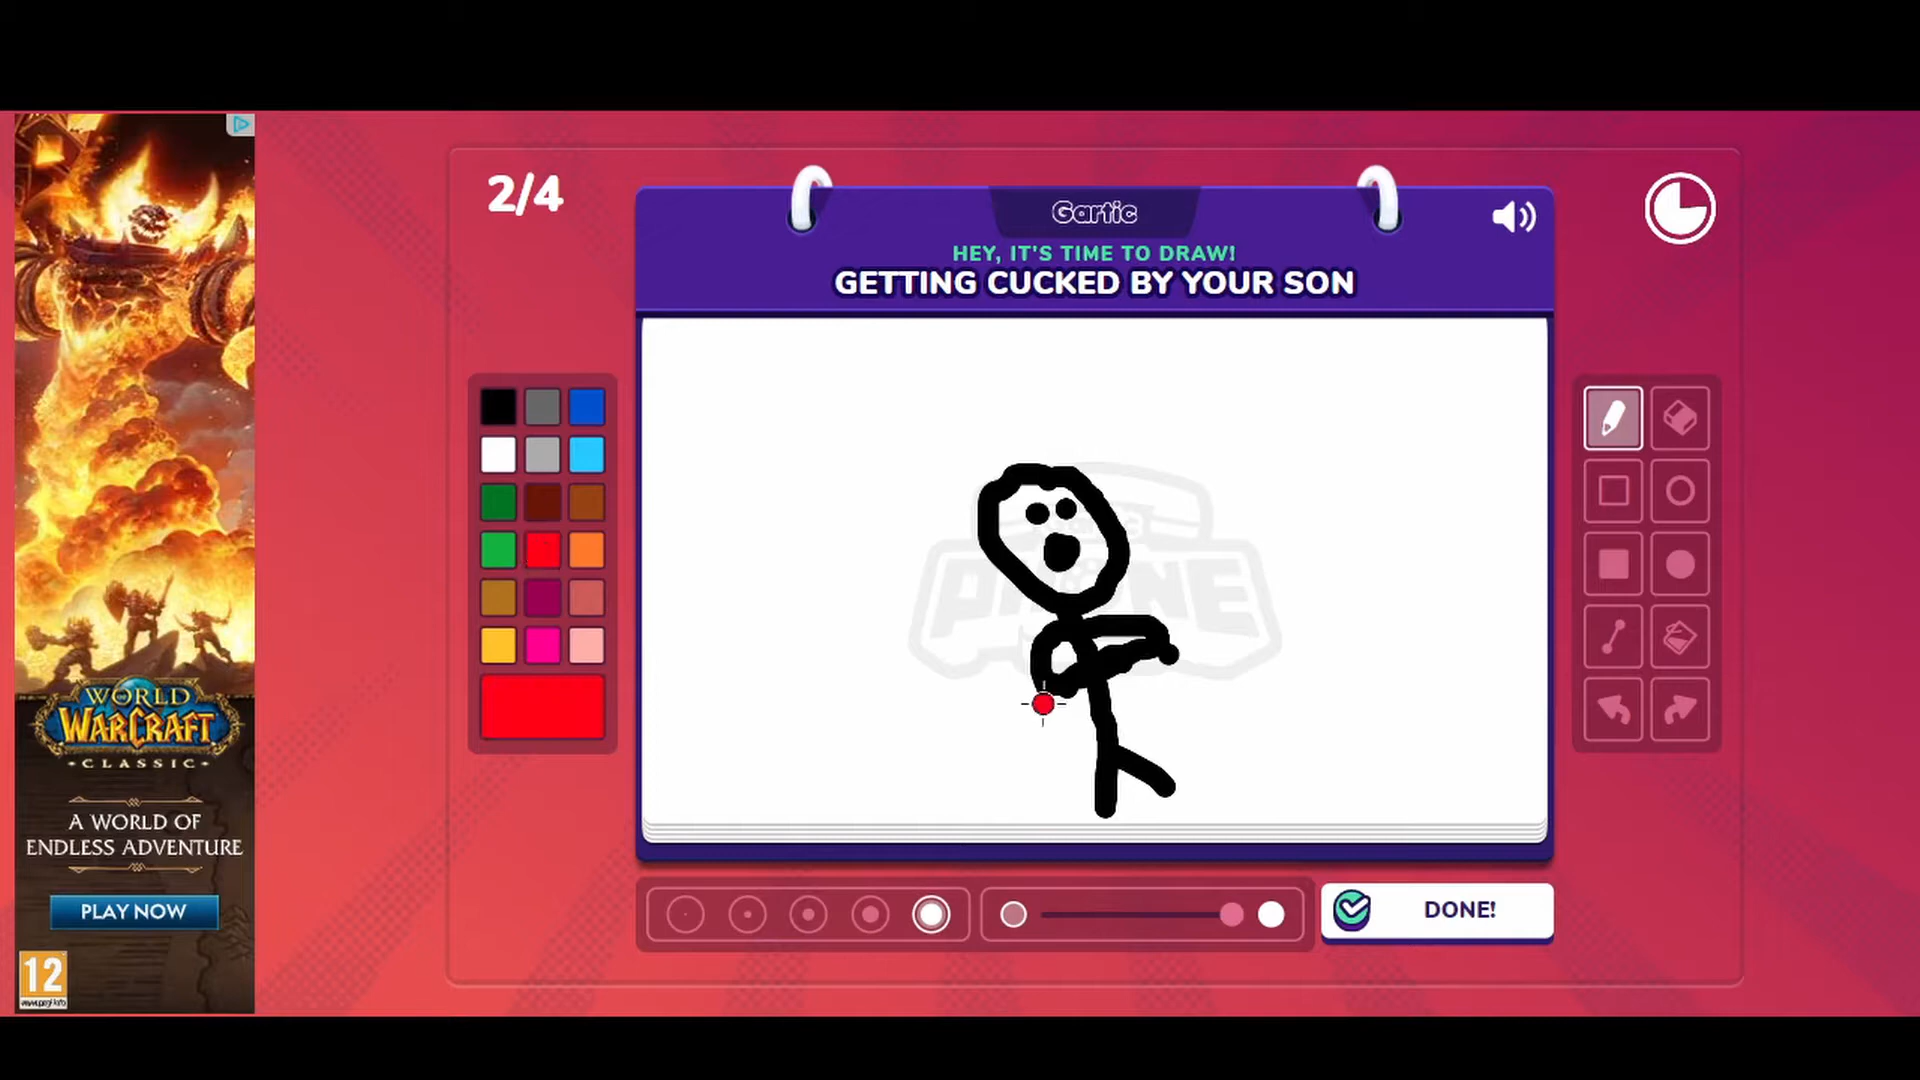 2/4
Gartic
HEY, IT'S TIME TO DRAW!
GETTING CUCKED BY YOUR SON
PHONE
WORLD
WARCRAFT
CLASSIC
A WORLD OF
ENDLESS ADVENTURE
PLAY NOW
12
DONE!